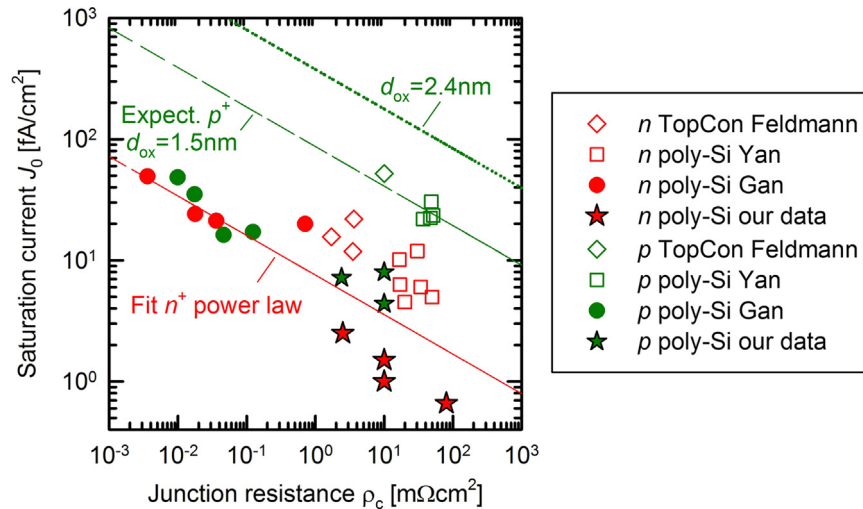 Saturation current J₀ [fA/cm²]
10³
10²
10¹
10⁰
d_ox=2.4nm
Expect. p⁺
d_ox=1.5nm
Fit n⁺ power law
10⁻³ 10⁻² 10⁻¹ 10⁰ 10¹ 10² 10³
Junction resistance ρ_c [mΩcm²]
n TopCon Feldmann
n poly-Si Yan
n poly-Si Gan
n poly-Si our data
p TopCon Feldmann
p poly-Si Yan
p poly-Si Gan
p poly-Si our data